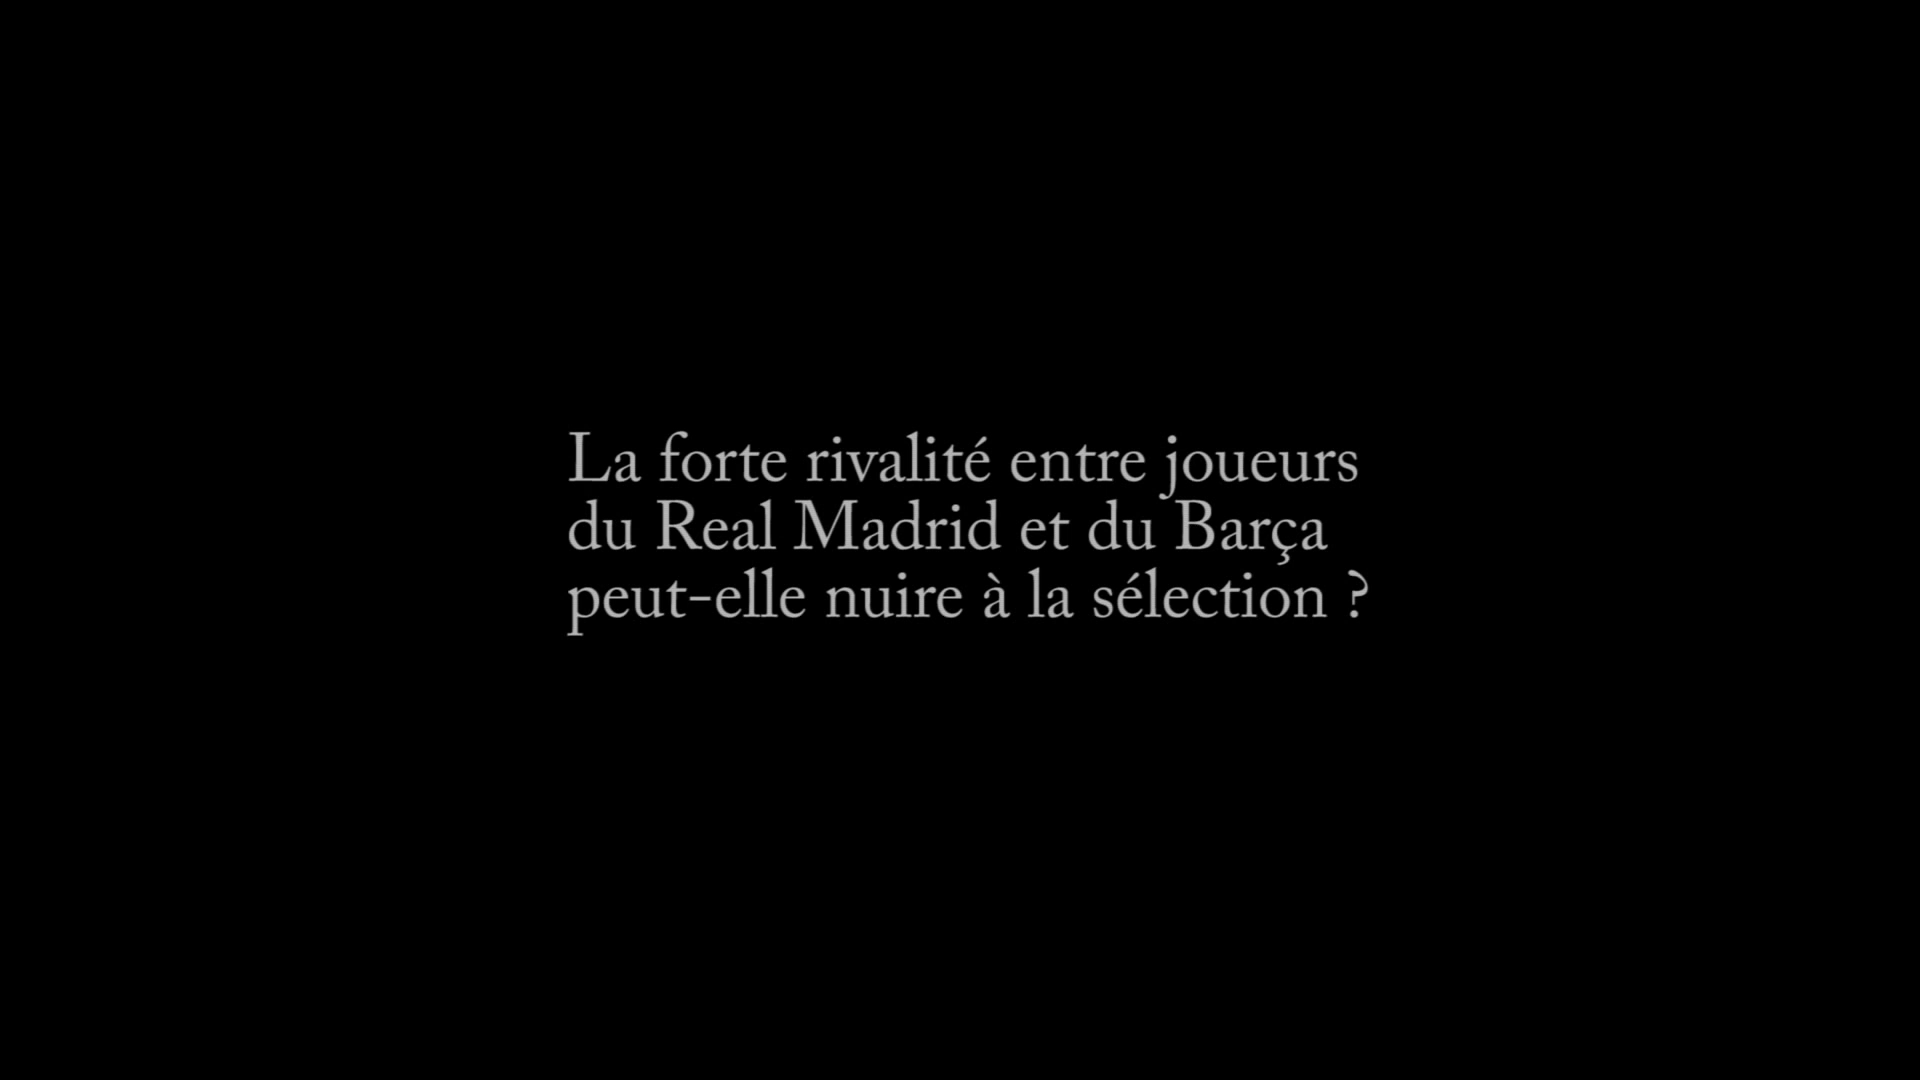 La forte rivalité entre joueurs
du Real Madrid et du Barça
peut-elle nuire à la sélection ?